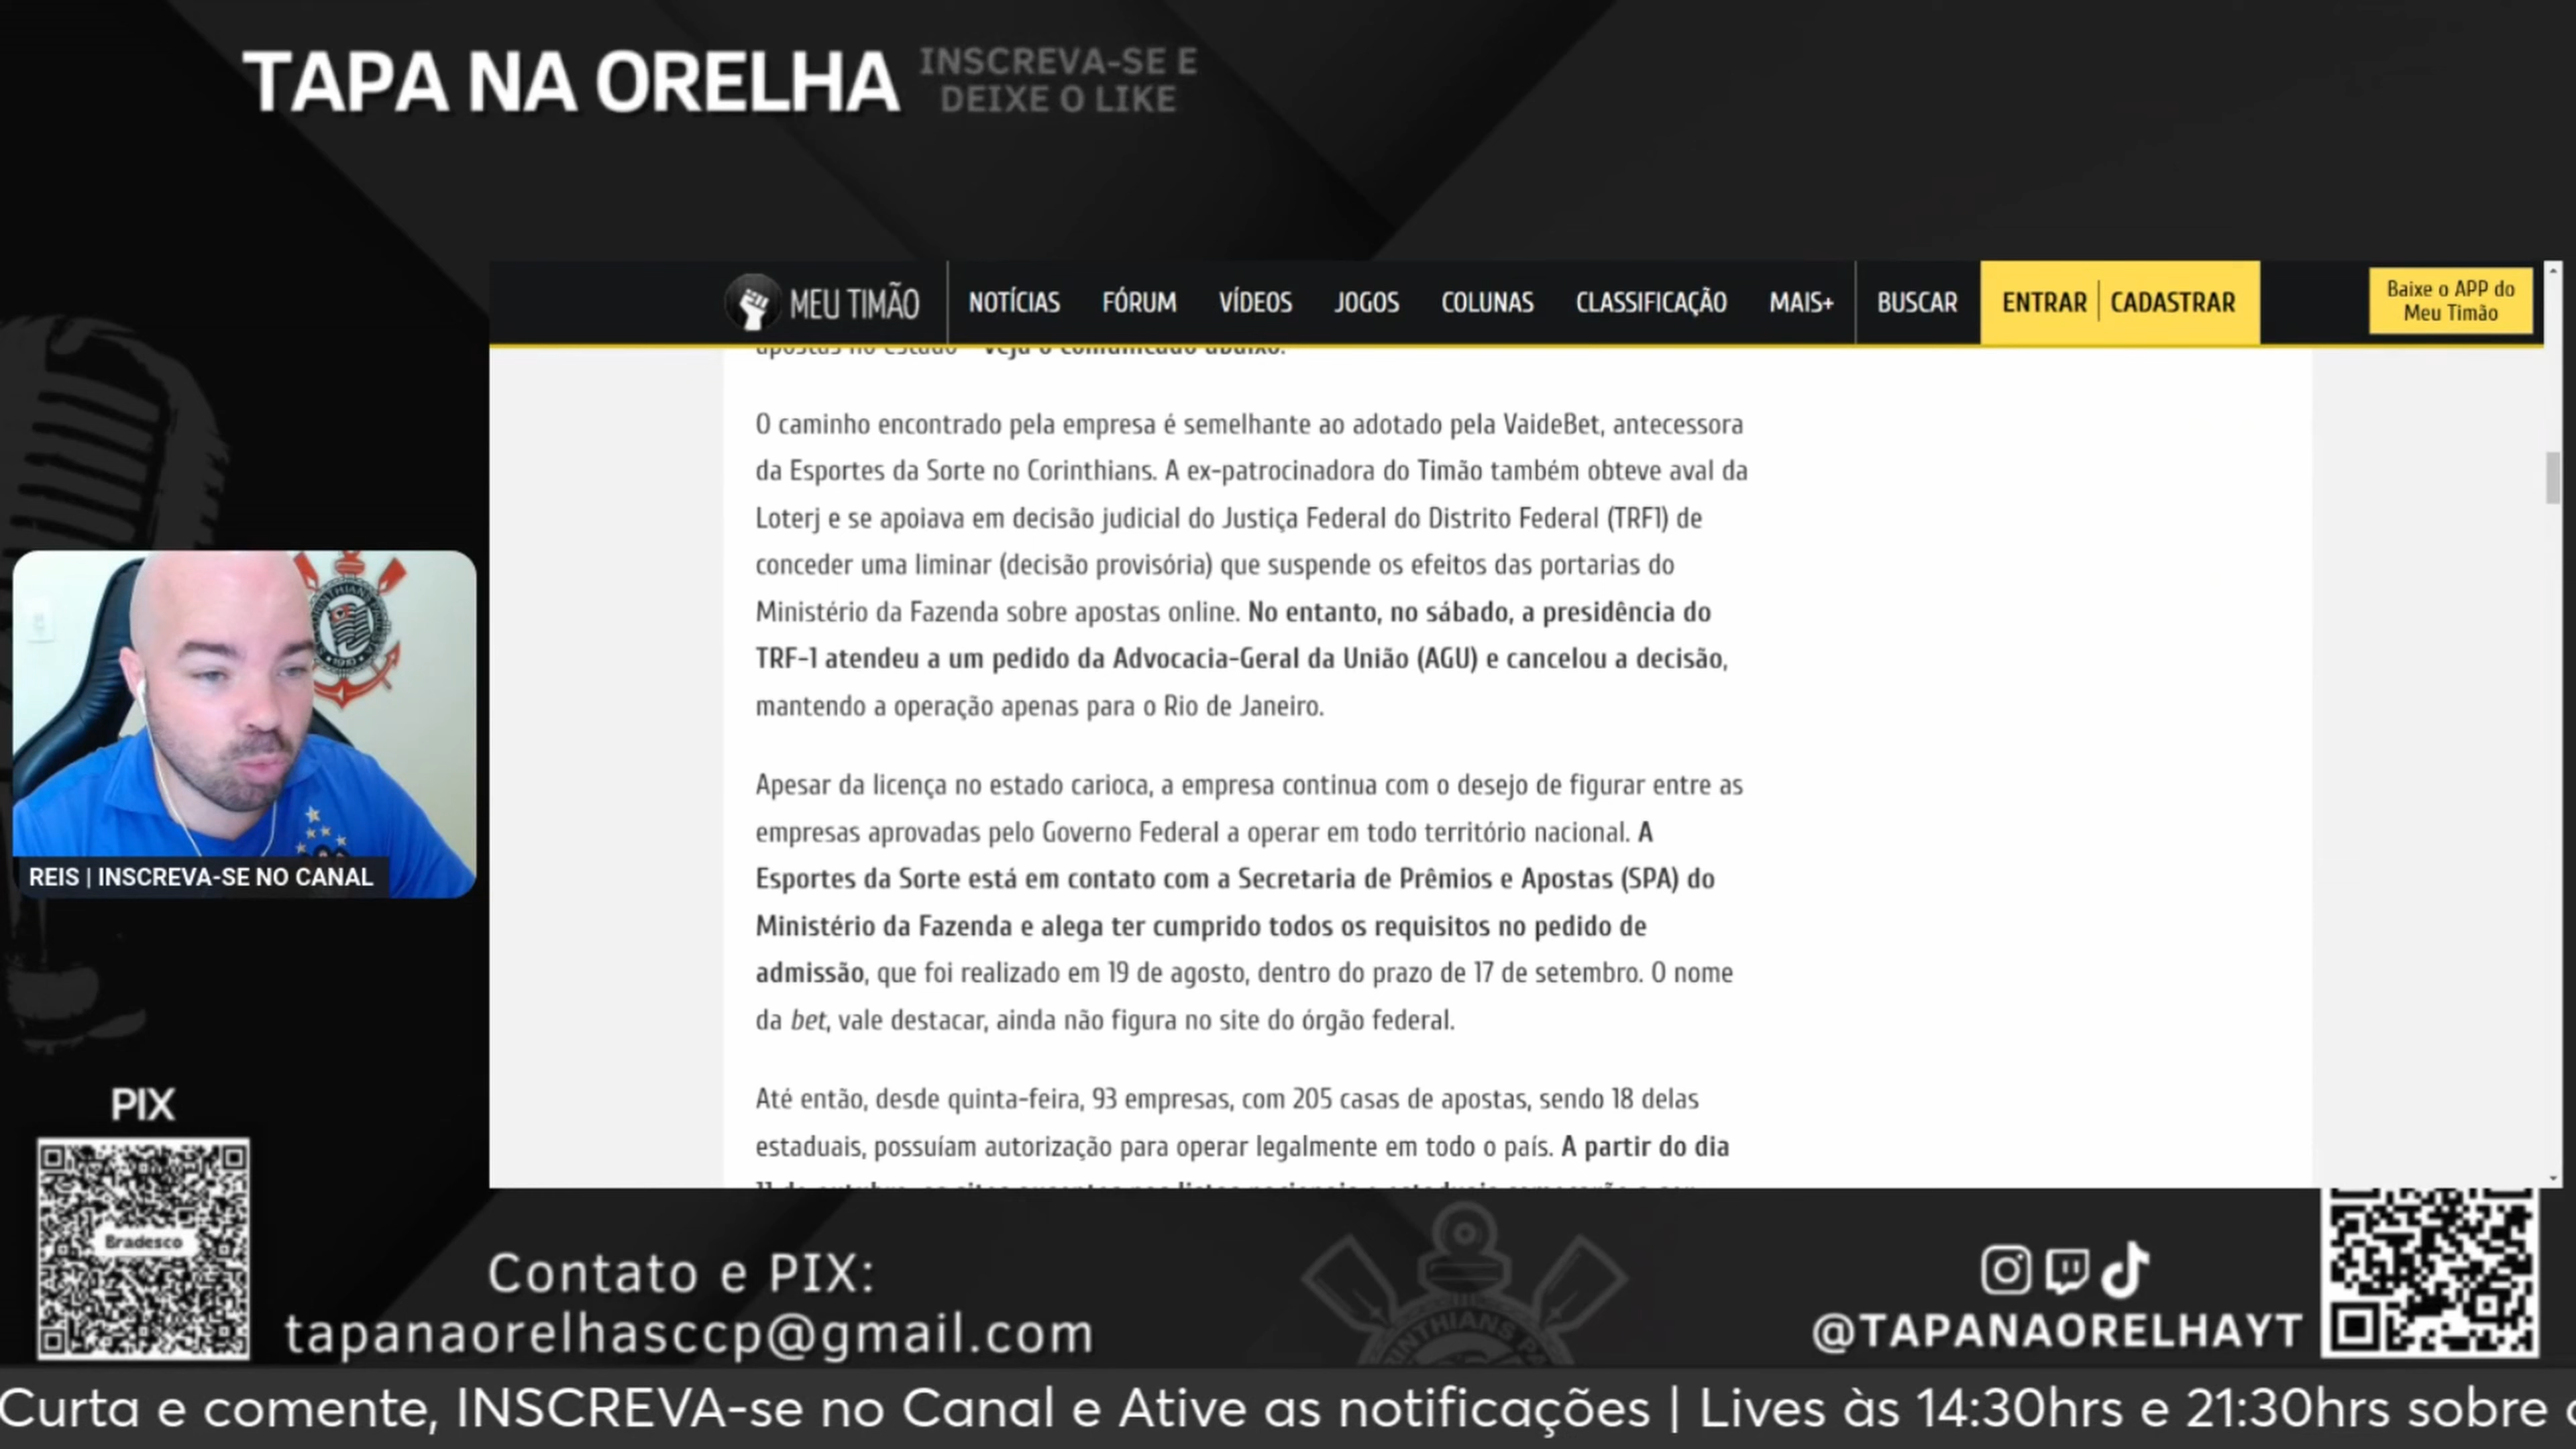 TAPA NA ORELHA
INSCREVA-SE E
DEIXE O LIKE
MEU TIMÃO
NOTÍCIAS
FÓRUM
VÍDEOS
JOGOS
COLUNAS
CLASSIFICAÇÃO
MAIS+
BUSCAR
ENTRAR
CADASTRAR
Baixe o APP do
Meu Timão
apostas no estado - veja o comunicado abaixo.
O caminho encontrado pela empresa é semelhante ao adotado pela VaideBet, antecessora
da Esportes da Sorte no Corinthians. A ex-patrocinadora do Timão também obteve aval da
Loterj e se apoiava em decisão judicial do Justiça Federal do Distrito Federal (TRF1) de
conceder uma liminar (decisão provisória) que suspende os efeitos das portarias do
Ministério da Fazenda sobre apostas online. No entanto, no sábado, a presidência do
TRF-1 atendeu a um pedido da Advocacia-Geral da União (AGU) e cancelou a decisão,
mantendo a operação apenas para o Rio de Janeiro.
Apesar da licença no estado carioca, a empresa continua com o desejo de figurar entre as
empresas aprovadas pelo Governo Federal a operar em todo território nacional. A
Esportes da Sorte está em contato com a Secretaria de Prêmios e Apostas (SPA) do
Ministério da Fazenda e alega ter cumprido todos os requisitos no pedido de
admissão, que foi realizado em 19 de agosto, dentro do prazo de 17 de setembro. O nome
da bet, vale destacar, ainda não figura no site do órgão federal.
Até então, desde quinta-feira, 93 empresas, com 205 casas de apostas, sendo 18 delas
estaduais, possuíam autorização para operar legalmente em todo o país. A partir do dia
REIS | INSCREVA-SE NO CANAL
PIX
Bradesco
Contato e PIX:
tapanaorelhasccp@gmail.com
@TAPANAORELHAYT
Curta e comente, INSCREVA-se no Canal e Ative as notificações | Lives às 14:30hrs e 21:30hrs sobre